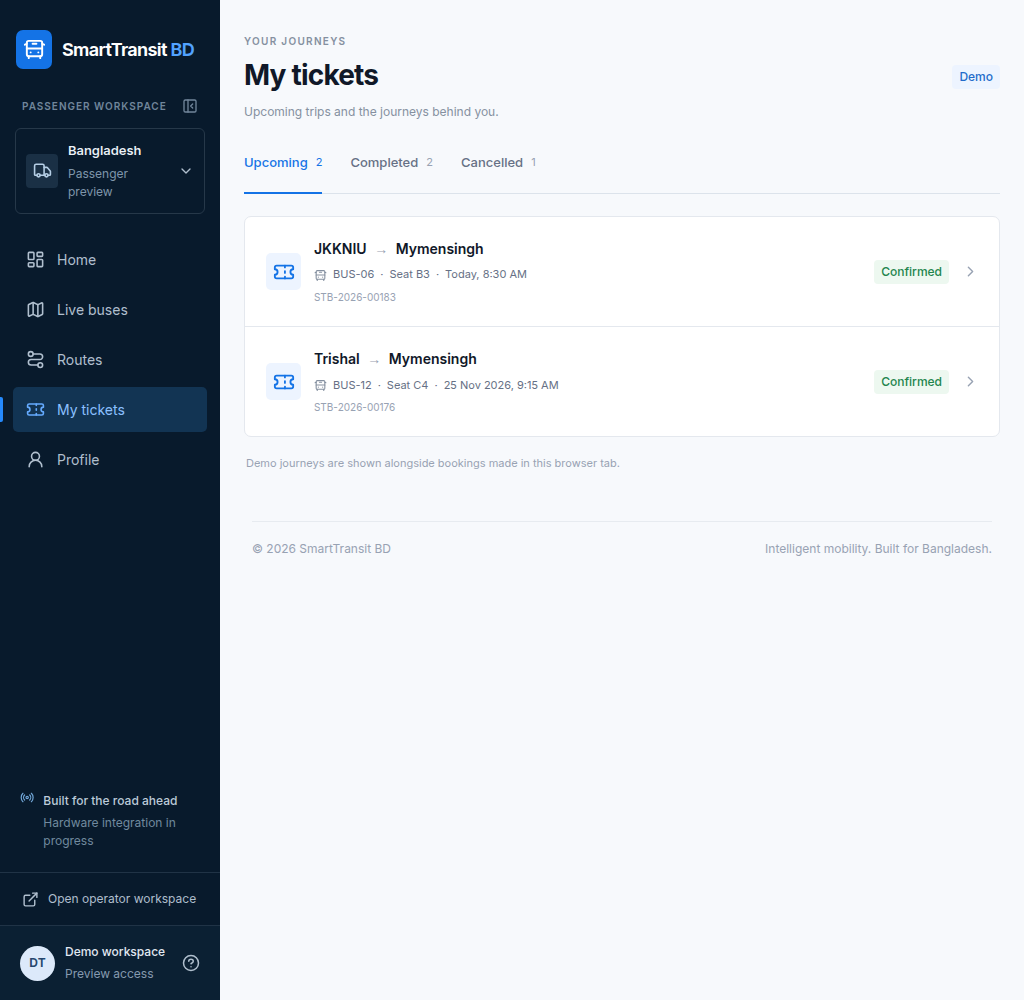 SmartTransit BD
PASSENGER WORKSPACE
Bangladesh
Passenger
preview
Home
Live buses
Routes
My tickets
Profile
Built for the road ahead
Hardware integration in
progress
Open operator workspace
DT
Demo workspace
Preview access
YOUR JOURNEYS
My tickets
Demo
Upcoming trips and the journeys behind you.
Upcoming 2 Completed 2 Cancelled 1
JKKNIU → Mymensingh
BUS-06 · Seat B3 · Today, 8:30 AM
STB-2026-00183
Confirmed
Trishal → Mymensingh
BUS-12 · Seat C4 · 25 Nov 2026, 9:15 AM
STB-2026-00176
Confirmed
Demo journeys are shown alongside bookings made in this browser tab.
© 2026 SmartTransit BD
Intelligent mobility. Built for Bangladesh.